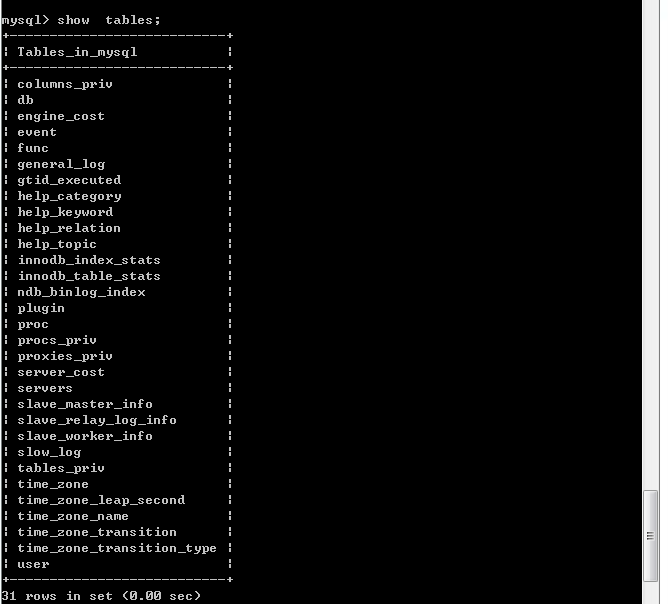 mysql> show  tables;
+---------------------------+
| Tables_in_mysql           |
+---------------------------+
| columns_priv              |
| db                        |
| engine_cost               |
| event                     |
| func                      |
| general_log               |
| gtid_executed             |
| help_category             |
| help_keyword              |
| help_relation             |
| help_topic                |
| innodb_index_stats        |
| innodb_table_stats        |
| ndb_binlog_index          |
| plugin                    |
| proc                      |
| procs_priv                |
| proxies_priv              |
| server_cost               |
| servers                   |
| slave_master_info         |
| slave_relay_log_info      |
| slave_worker_info         |
| slow_log                  |
| tables_priv               |
| time_zone                 |
| time_zone_leap_second     |
| time_zone_name            |
| time_zone_transition      |
| time_zone_transition_type |
| user                      |
+---------------------------+
31 rows in set (0.00 sec)